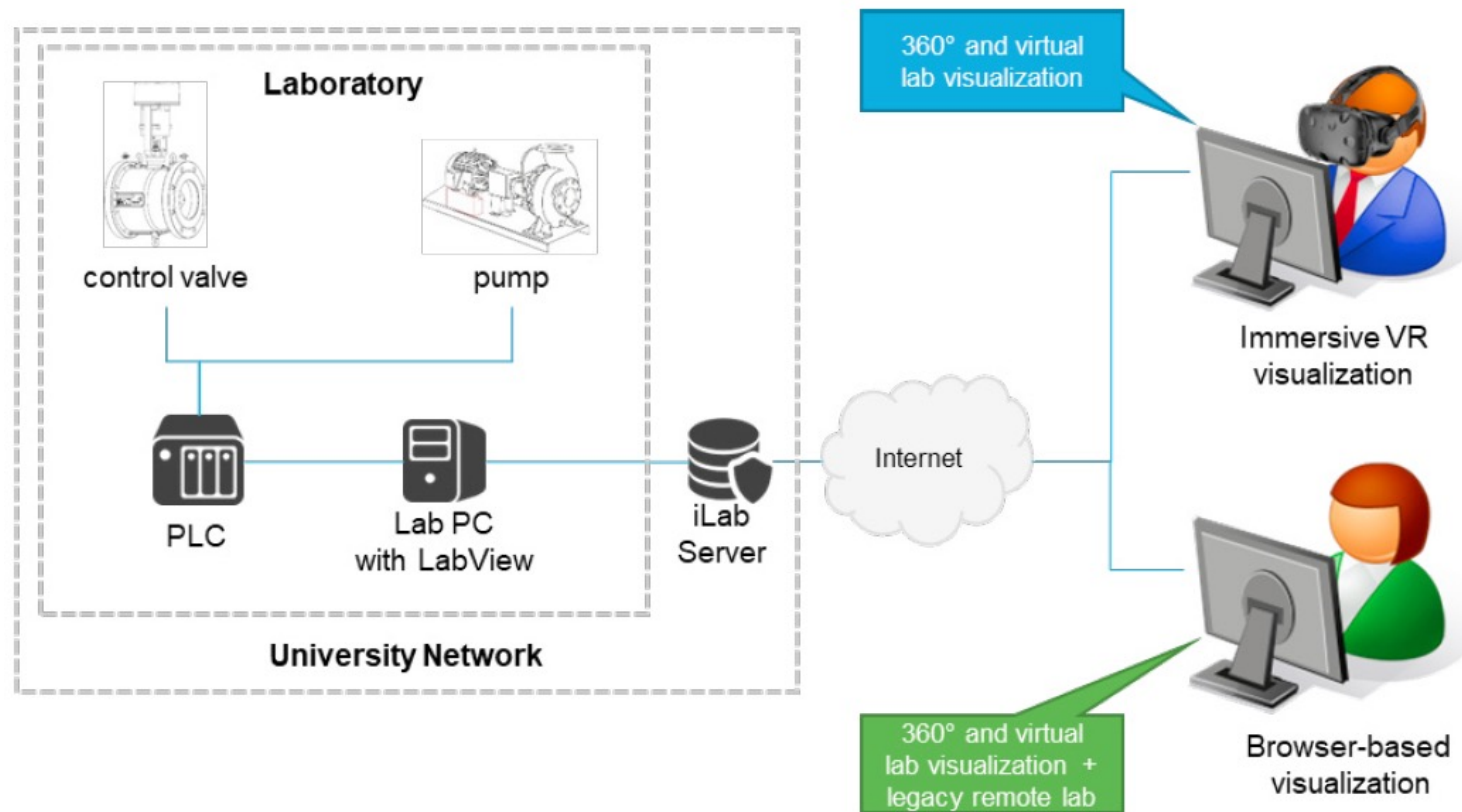 Laboratory
control valve
pump
PLC
Lab PC
with LabView
iLab
Server
University Network
Internet
360° and virtual
lab visualization
Immersive VR
visualization
360° and virtual
lab visualization +
legacy remote lab
Browser-based
visualization